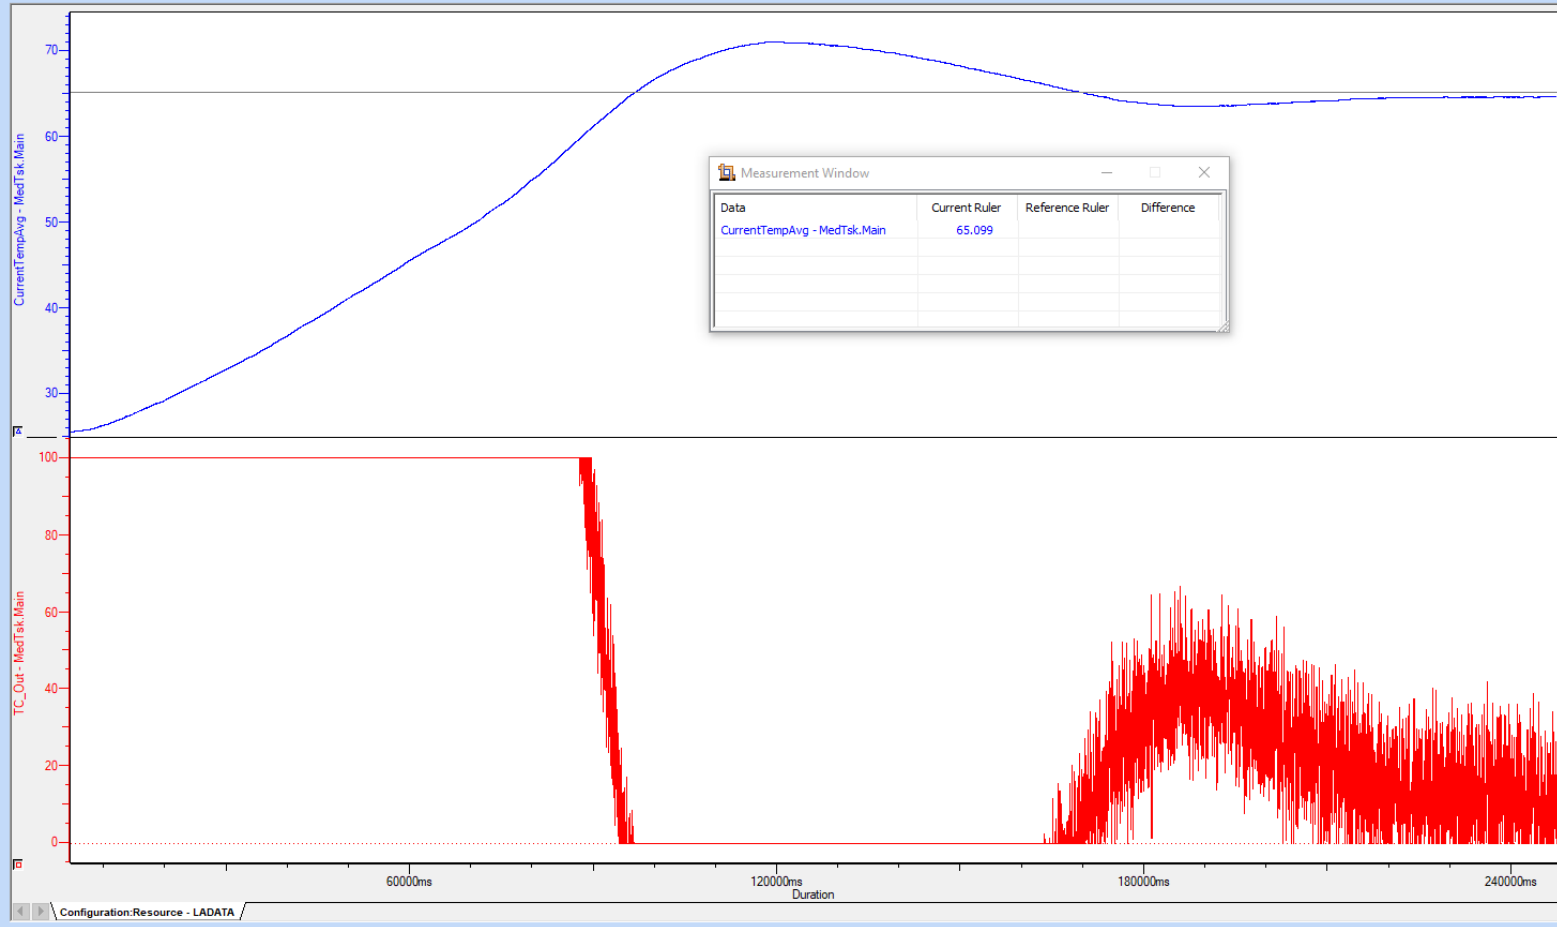 70
60
50
40
30
CurrentTempAvg - MedTsk.Main
Measurement Window
Data Current Ruler Reference Ruler Difference
CurrentTempAvg - MedTsk.Main 65.099
100
80
60
40
20
0
TC_Out - MedTsk.Main
60000ms 120000ms 180000ms 240000ms
Duration
Configuration:Resource - LADATA